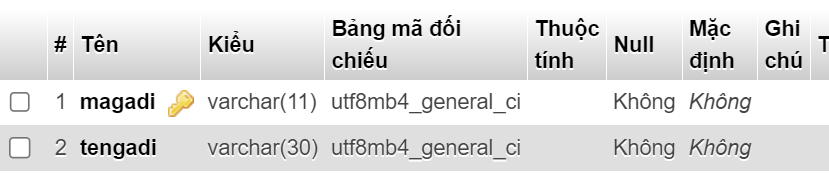 # Tên Kiểu Bảng mã đối chiếu Thuộc tính Null Mặc định Ghi chú T
1 magadi varchar(11) utf8mb4_general_ci Không Không
2 tengadi varchar(30) utf8mb4_general_ci Không Không